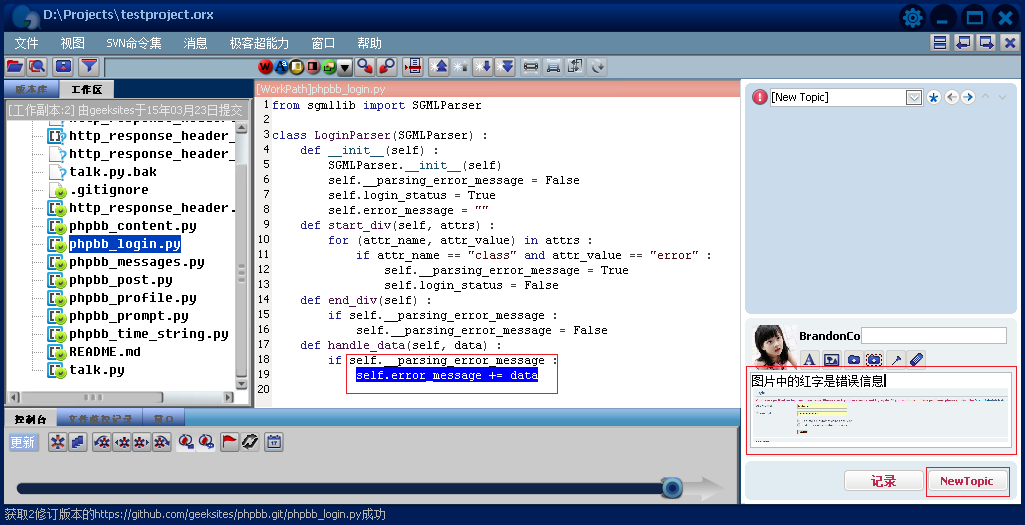 D:\Projects\testproject.orx
文件 视图 SVN命令集 消息 极客超能力 窗口 帮助
版本库 工作区
[工作副本:2] 由geeksites于15年03月23日提交
http_response_header_
http_response_header_
talk.py.bak
.gitignore
http_response_header.
phpbb_content.py
phpbb_login.py
phpbb_messages.py
phpbb_post.py
phpbb_profile.py
phpbb_prompt.py
phpbb_time_string.py
README.md
talk.py
[WorkPath]phpbb_login.py
1 from sgmllib import SGMLParser
2
3 class LoginParser(SGMLParser) :
4 def __init__(self) :
5 SGMLParser.__init__(self)
6 self.__parsing_error_message = False
7 self.login_status = True
8 self.error_message = ""
9 def start_div(self, attrs) :
10 for (attr_name, attr_value) in attrs :
11 if attr_name == "class" and attr_value == "error" :
12 self.__parsing_error_message = True
13 self.login_status = False
14 def end_div(self) :
15 if self.__parsing_error_message :
16 self.__parsing_error_message = False
17 def handle_data(self, data) :
18 if self.__parsing_error_message :
19 self.error_message += data
20
[New Topic]
BrandonCo
A
图片中的红字是错误信息
记录 NewTopic
控制台 文件监控记录 窗口
更新
17
获取2修订版本的https://github.com/geeksites/phpbb.git/phpbb_login.py成功